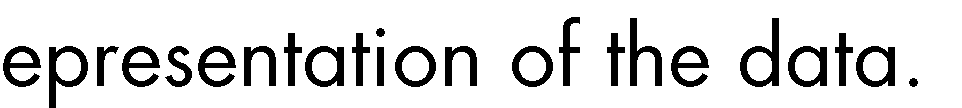 epresentation of the data.